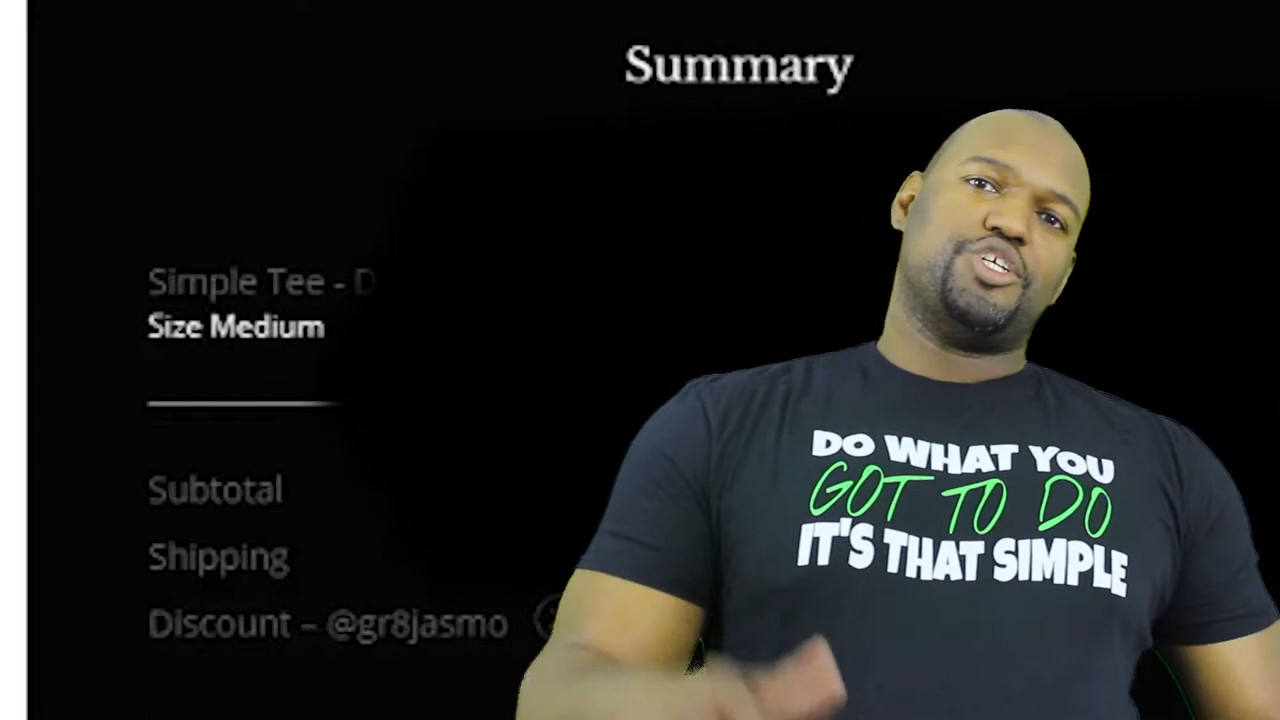 Summary
Simple Tee - D
Size Medium
Subtotal
Shipping
Discount – @gr8jasmo
DO WHAT YOU
GOT TO DO
IT'S THAT SIMPLE